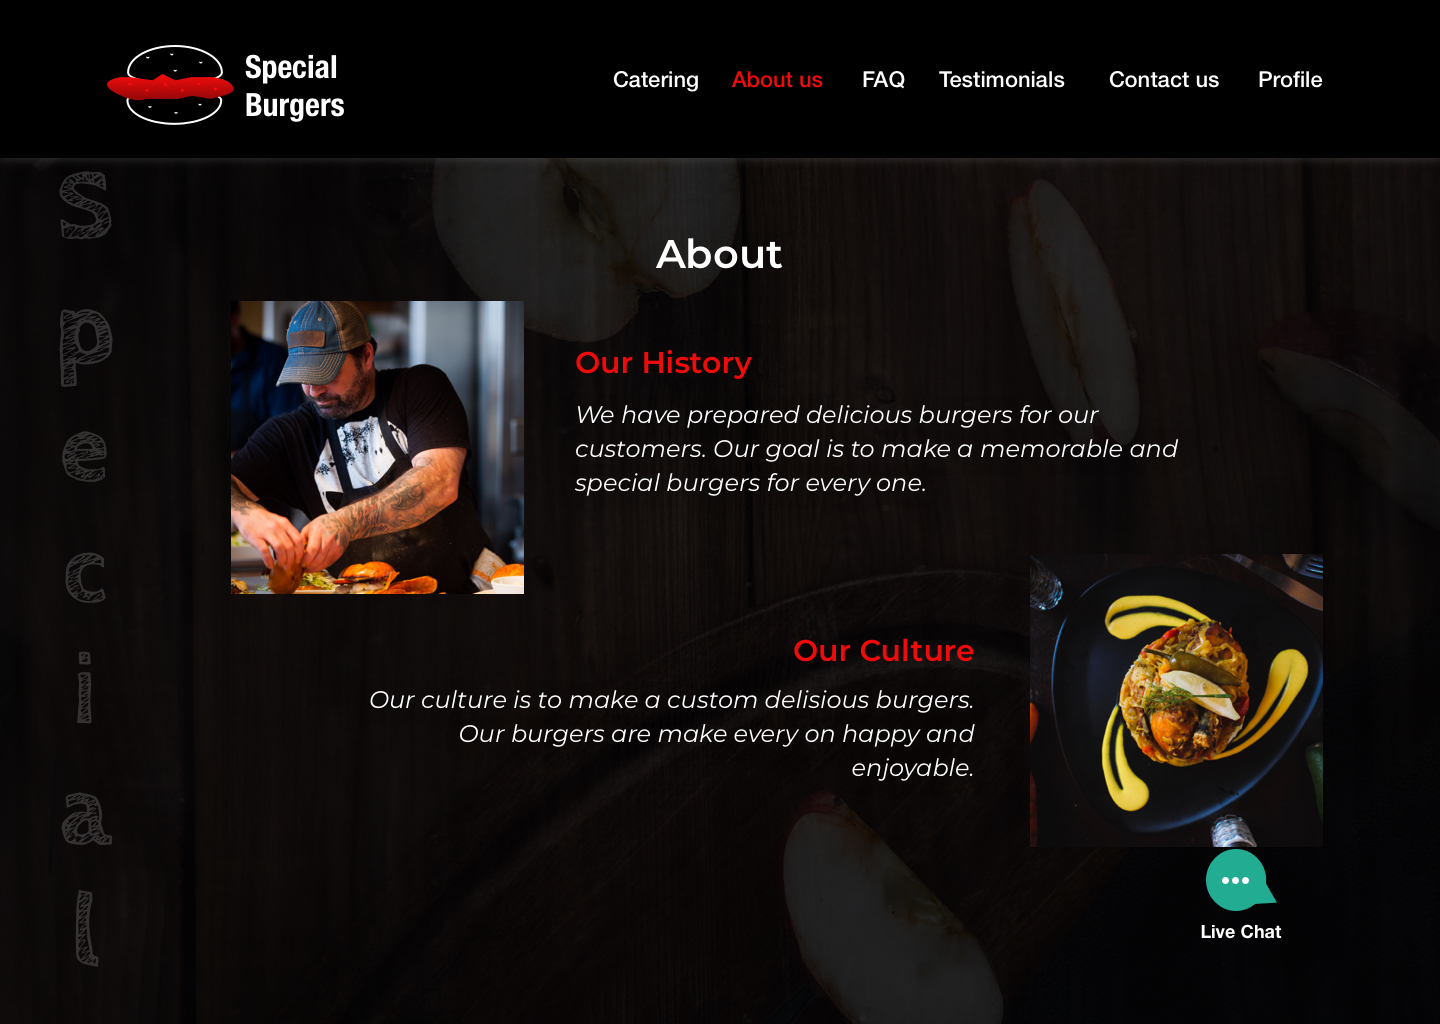 Special
Burgers
Catering About us FAQ Testimonials Contact us Profile
S
p
e
c
i
a
l
About
Our History
We have prepared delicious burgers for our
customers. Our goal is to make a memorable and
special burgers for every one.
Our Culture
Our culture is to make a custom delisious burgers.
Our burgers are make every on happy and
enjoyable.
Live Chat